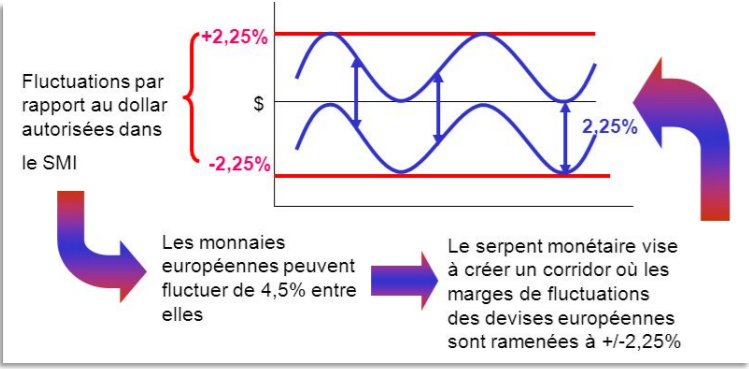 +2,25%
Fluctuations par
rapport au dollar
autorisées dans
le SMI
$
2,25%
-2,25%
Les monnaies
européennes peuvent
fluctuer de 4,5% entre
elles
Le serpent monétaire vise
à créer un corridor où les
marges de fluctuations
des devises européennes
sont ramenées à +/-2,25%